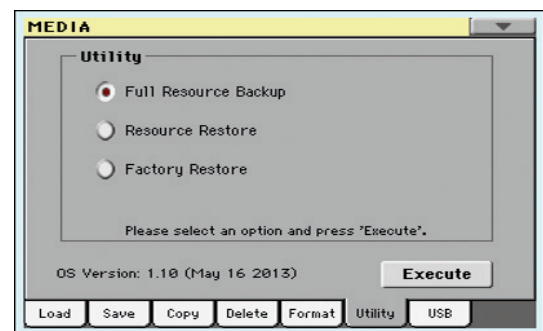 MEDIA
Utility
Full Resource Backup
Resource Restore
Factory Restore
Please select an option and press 'Execute'.
OS Version: 1.10 (May 16 2013)
Execute
Load Save Copy Delete Format Utility USB